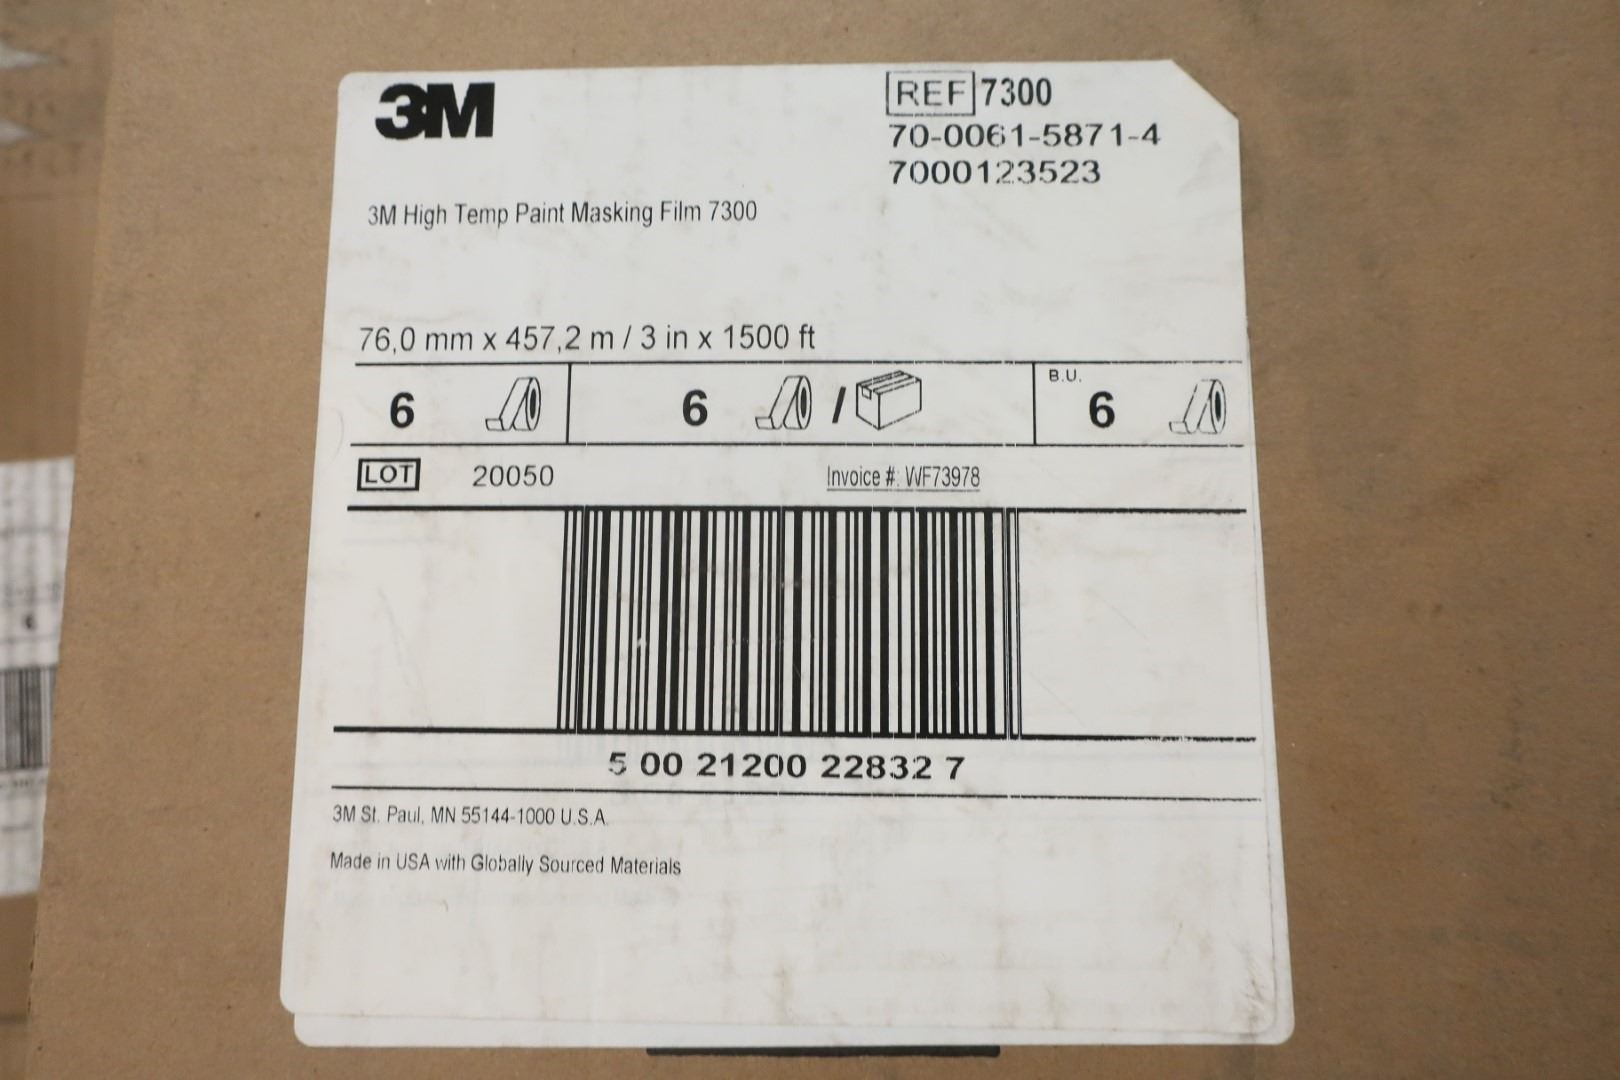 3M
REF 7300
70-0061-5871-4
7000123523
3M High Temp Paint Masking Film 7300
76,0 mm x 457,2 m / 3 in x 1500 ft
6 6 / B.U. 6
LOT 20050 Invoice #: WF73978
5 00 21200 22832 7
3M St. Paul, MN 55144-1000 U.S.A.
Made in USA with Globally Sourced Materials
6